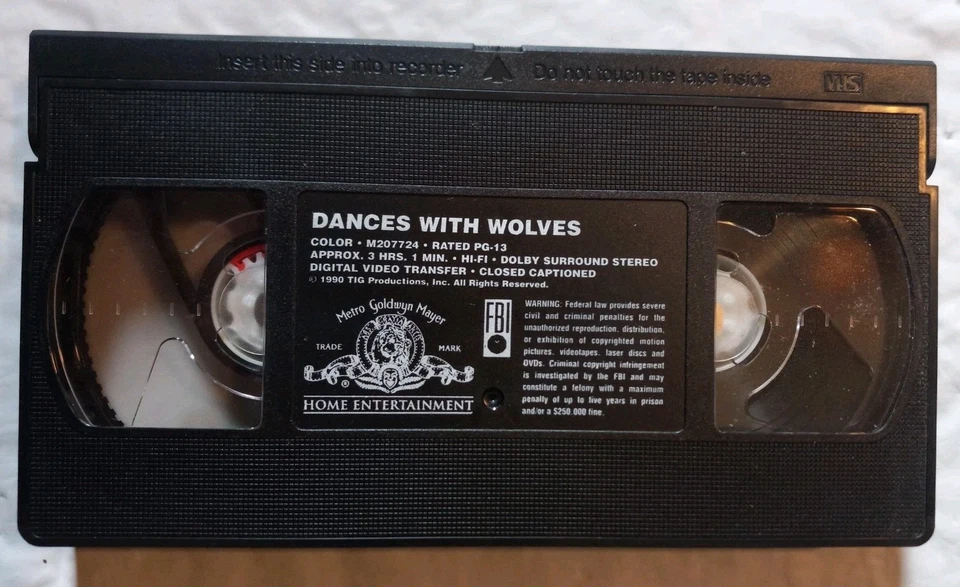 Insert this side into recorder Do not touch the tape inside VHS
DANCES WITH WOLVES
COLOR • M207724 • RATED PG-13
APPROX. 3 HRS. 1 MIN. • HI-FI • DOLBY SURROUND STEREO
DIGITAL VIDEO TRANSFER • CLOSED CAPTIONED
℗ 1990 TIG Productions, Inc. All Rights Reserved.
Metro Goldwyn Mayer
TRADE MARK
®
HOME ENTERTAINMENT
FBI
WARNING: Federal law provides severe
civil and criminal penalties for the
unauthorized reproduction, distribution,
or exhibition of copyrighted motion
pictures, videotapes, laser discs and
DVDs. Criminal copyright infringement
is investigated by the FBI and may
constitute a felony with a maximum
penalty of up to five years in prison
and/or a $250,000 fine.